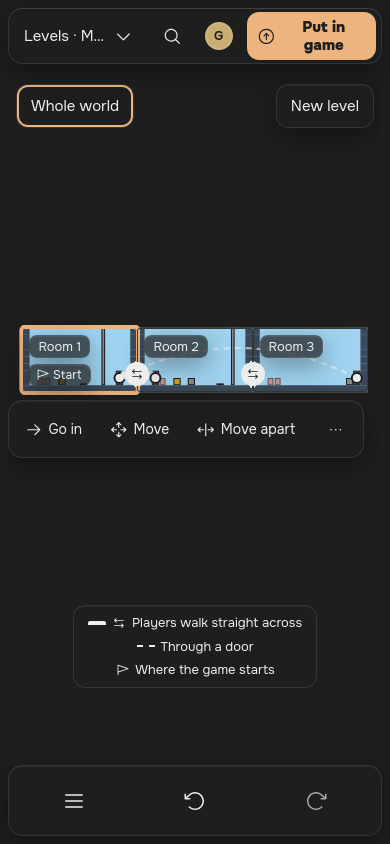 Levels · M...
G
Put in
game
Whole world
New level
Room 1
Room 2
Room 3
Start
Go in
Move
Move apart
Players walk straight across
Through a door
Where the game starts